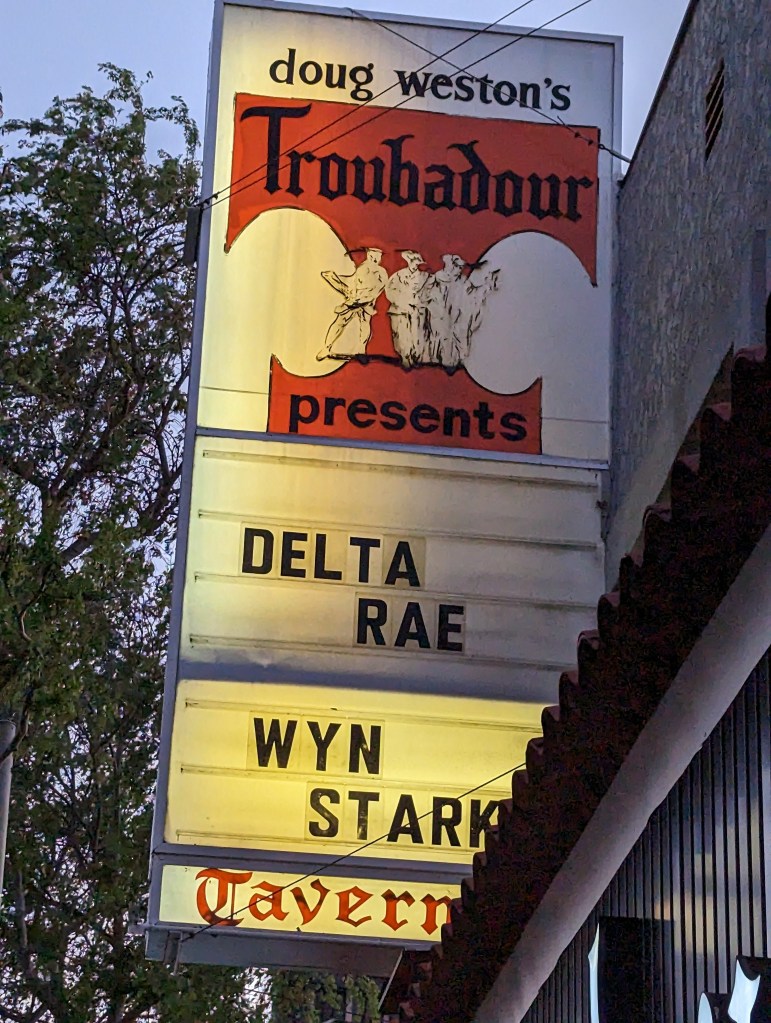 doug weston's
Troubadour
presents
DELTA
RAE
WYN
STARK
Tavern